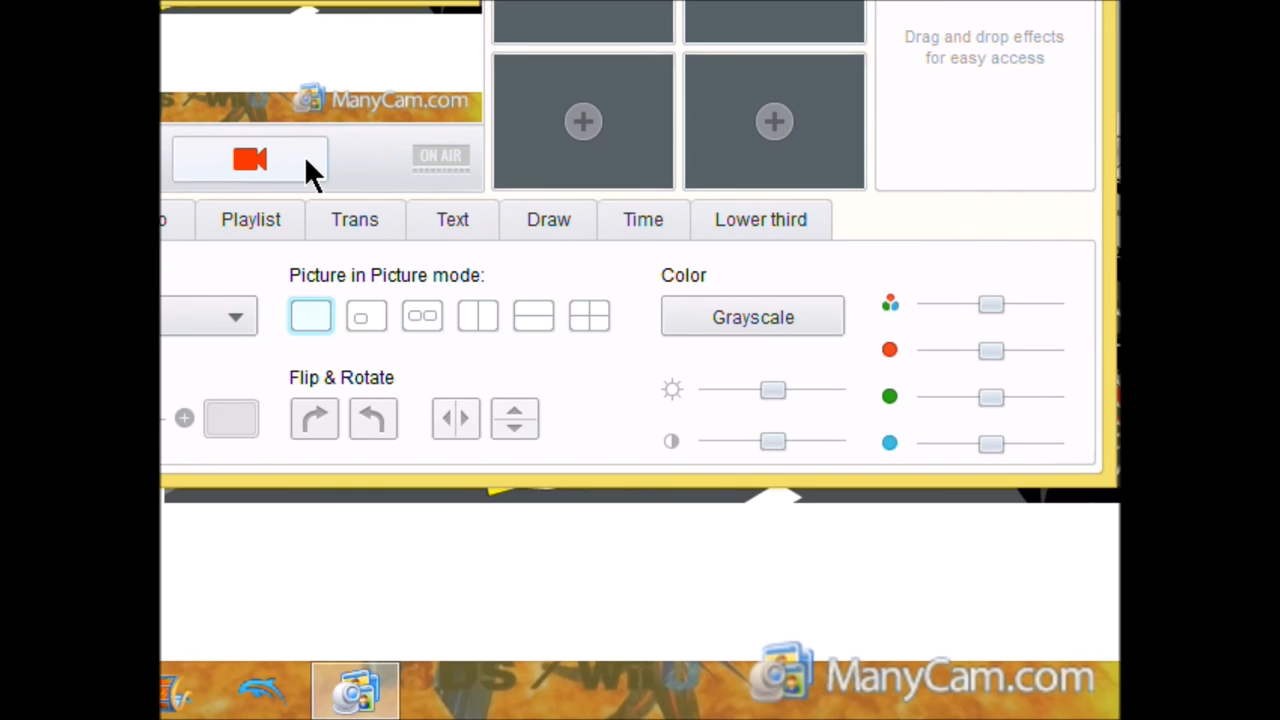 Drag and drop effects
for easy access
ManyCam.com
ON AIR
Playlist
Trans
Text
Draw
Time
Lower third
Picture in Picture mode:
Color
Grayscale
Flip & Rotate
ManyCam.com